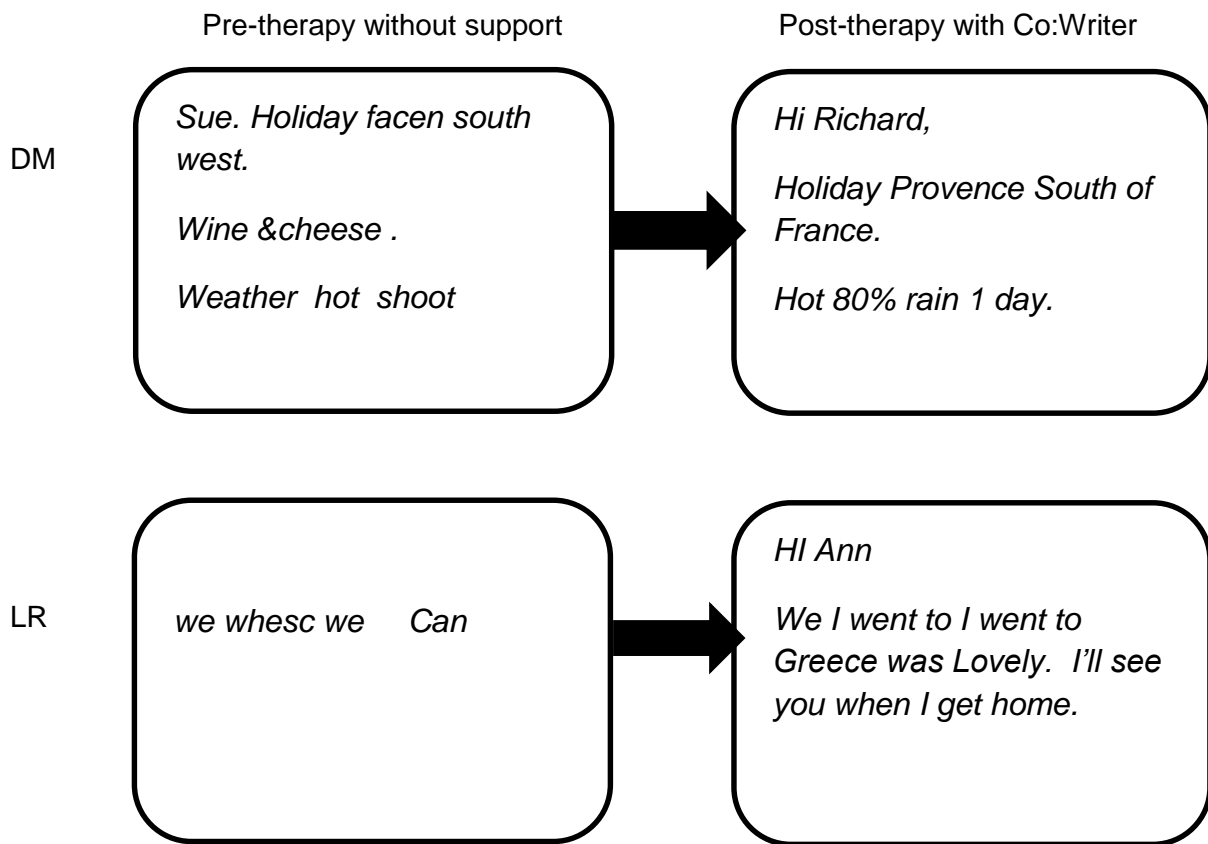 Pre-therapy without support
Post-therapy with Co:Writer
DM
Sue. Holiday facen south
west.
Wine &cheese .
Weather  hot  shoot
Hi Richard,
Holiday Provence South of
France.
Hot 80% rain 1 day.
LR
we whesc we    Can
HI Ann
We I went to I went to
Greece was Lovely.  I’ll see
you when I get home.